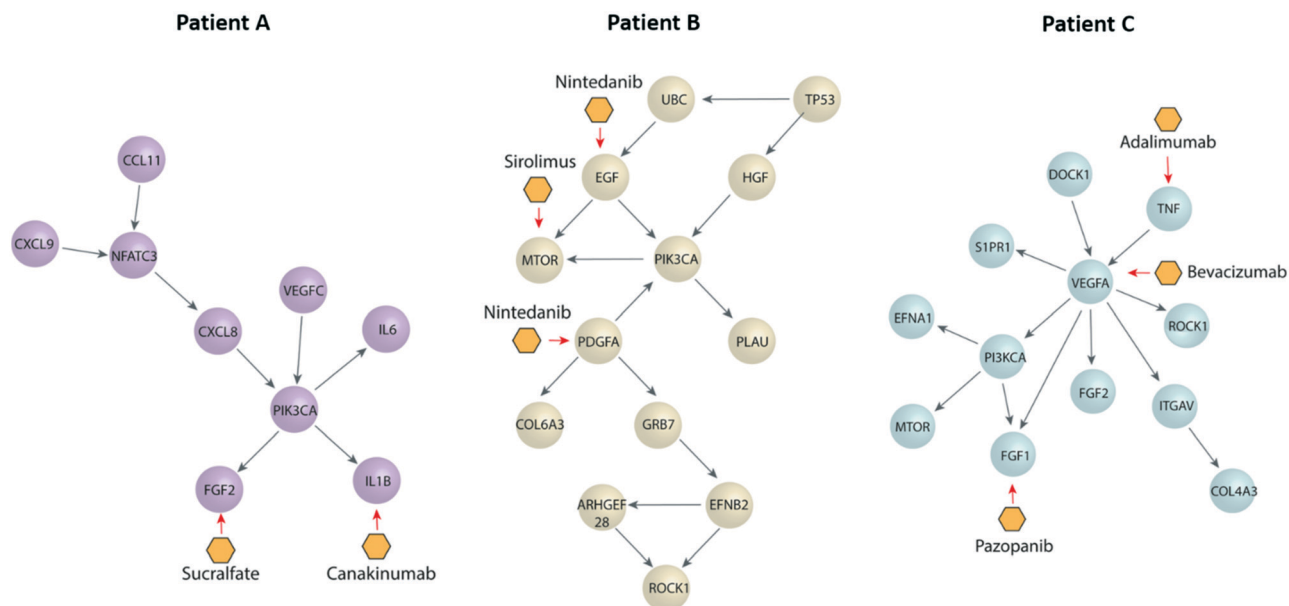 Patient A
CCL11
CXCL9
NFATC3
VEGFC
CXCL8
IL6
PIK3CA
FGF2
IL1B
Sucralfate
Canakinumab
Patient B
Nintedanib
UBC
TP53
Sirolimus
EGF
HGF
MTOR
PIK3CA
Nintedanib
PDGFA
PLAU
COL6A3
GRB7
ARHGEF
28
EFNB2
ROCK1
Patient C
Adalimumab
DOCK1
TNF
S1PR1
VEGFA
Bevacizumab
EFNA1
ROCK1
PI3KCA
FGF2
ITGAV
MTOR
FGF1
COL4A3
Pazopanib